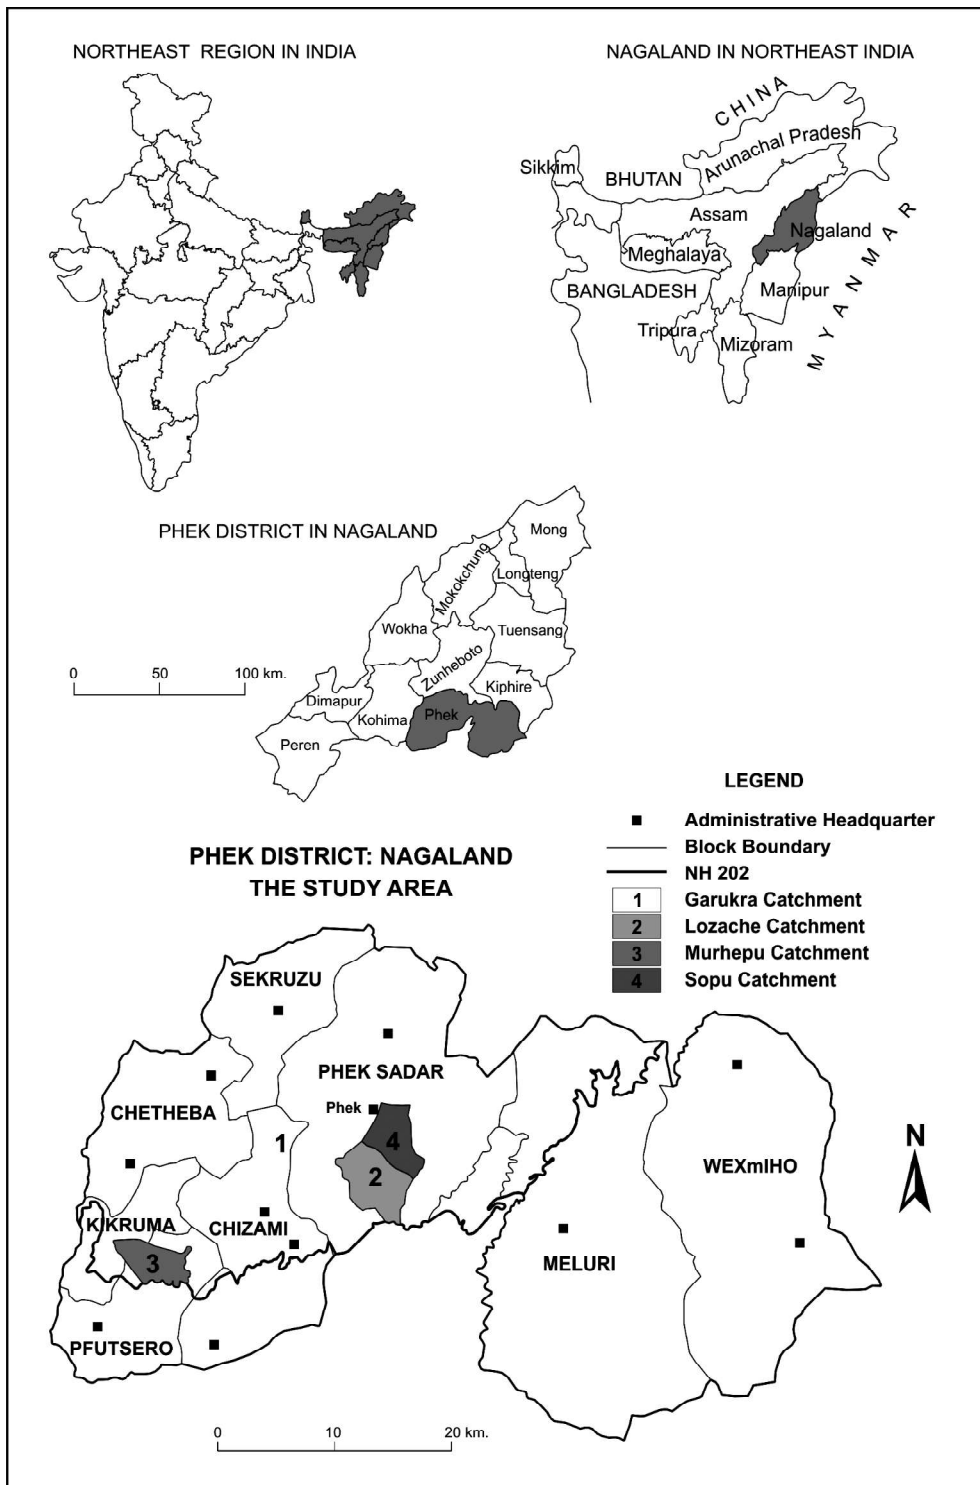 NORTHEAST REGION IN INDIA
NAGALAND IN NORTHEAST INDIA
CHINA
Arunachal Pradesh
Sikkim
BHUTAN
Assam
Nagaland
Meghalaya
BANGLADESH
Manipur
Tripura
Mizoram
MYANMAR
PHEK DISTRICT IN NAGALAND
Mong
Mokokchung
Longteng
Wokha
Tuensang
Zunheboto
Kiphire
Dimapur
Kohima
Phek
Peren
0 50 100 km.
LEGEND
Administrative Headquarter
Block Boundary
NH 202
1 Garukra Catchment
2 Lozache Catchment
3 Murhepu Catchment
4 Sopu Catchment
PHEK DISTRICT: NAGALAND
THE STUDY AREA
SEKRUZU
PHEK SADAR
CHETHEBA
Phek
1
4
2
N
WEXmIHO
KIKRUMA
CHIZAMI
3
MELURI
PFUTSERO
0 10 20 km.